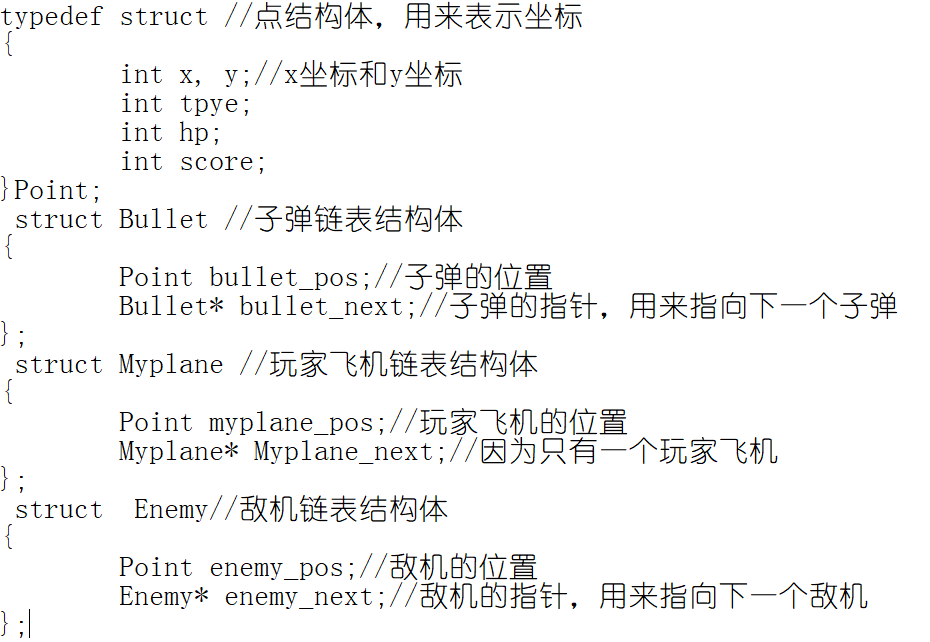 typedef struct //点结构体，用来表示坐标
{
int x, y;//x坐标和y坐标
int tpye;
int hp;
int score;
}Point;
struct Bullet //子弹链表结构体
{
Point bullet_pos;//子弹的位置
Bullet* bullet_next;//子弹的指针，用来指向下一个子弹
};
struct Myplane //玩家飞机链表结构体
{
Point myplane_pos;//玩家飞机的位置
Myplane* Myplane_next;//因为只有一个玩家飞机
};
struct  Enemy//敌机链表结构体
{
Point enemy_pos;//敌机的位置
Enemy* enemy_next;//敌机的指针，用来指向下一个敌机
};